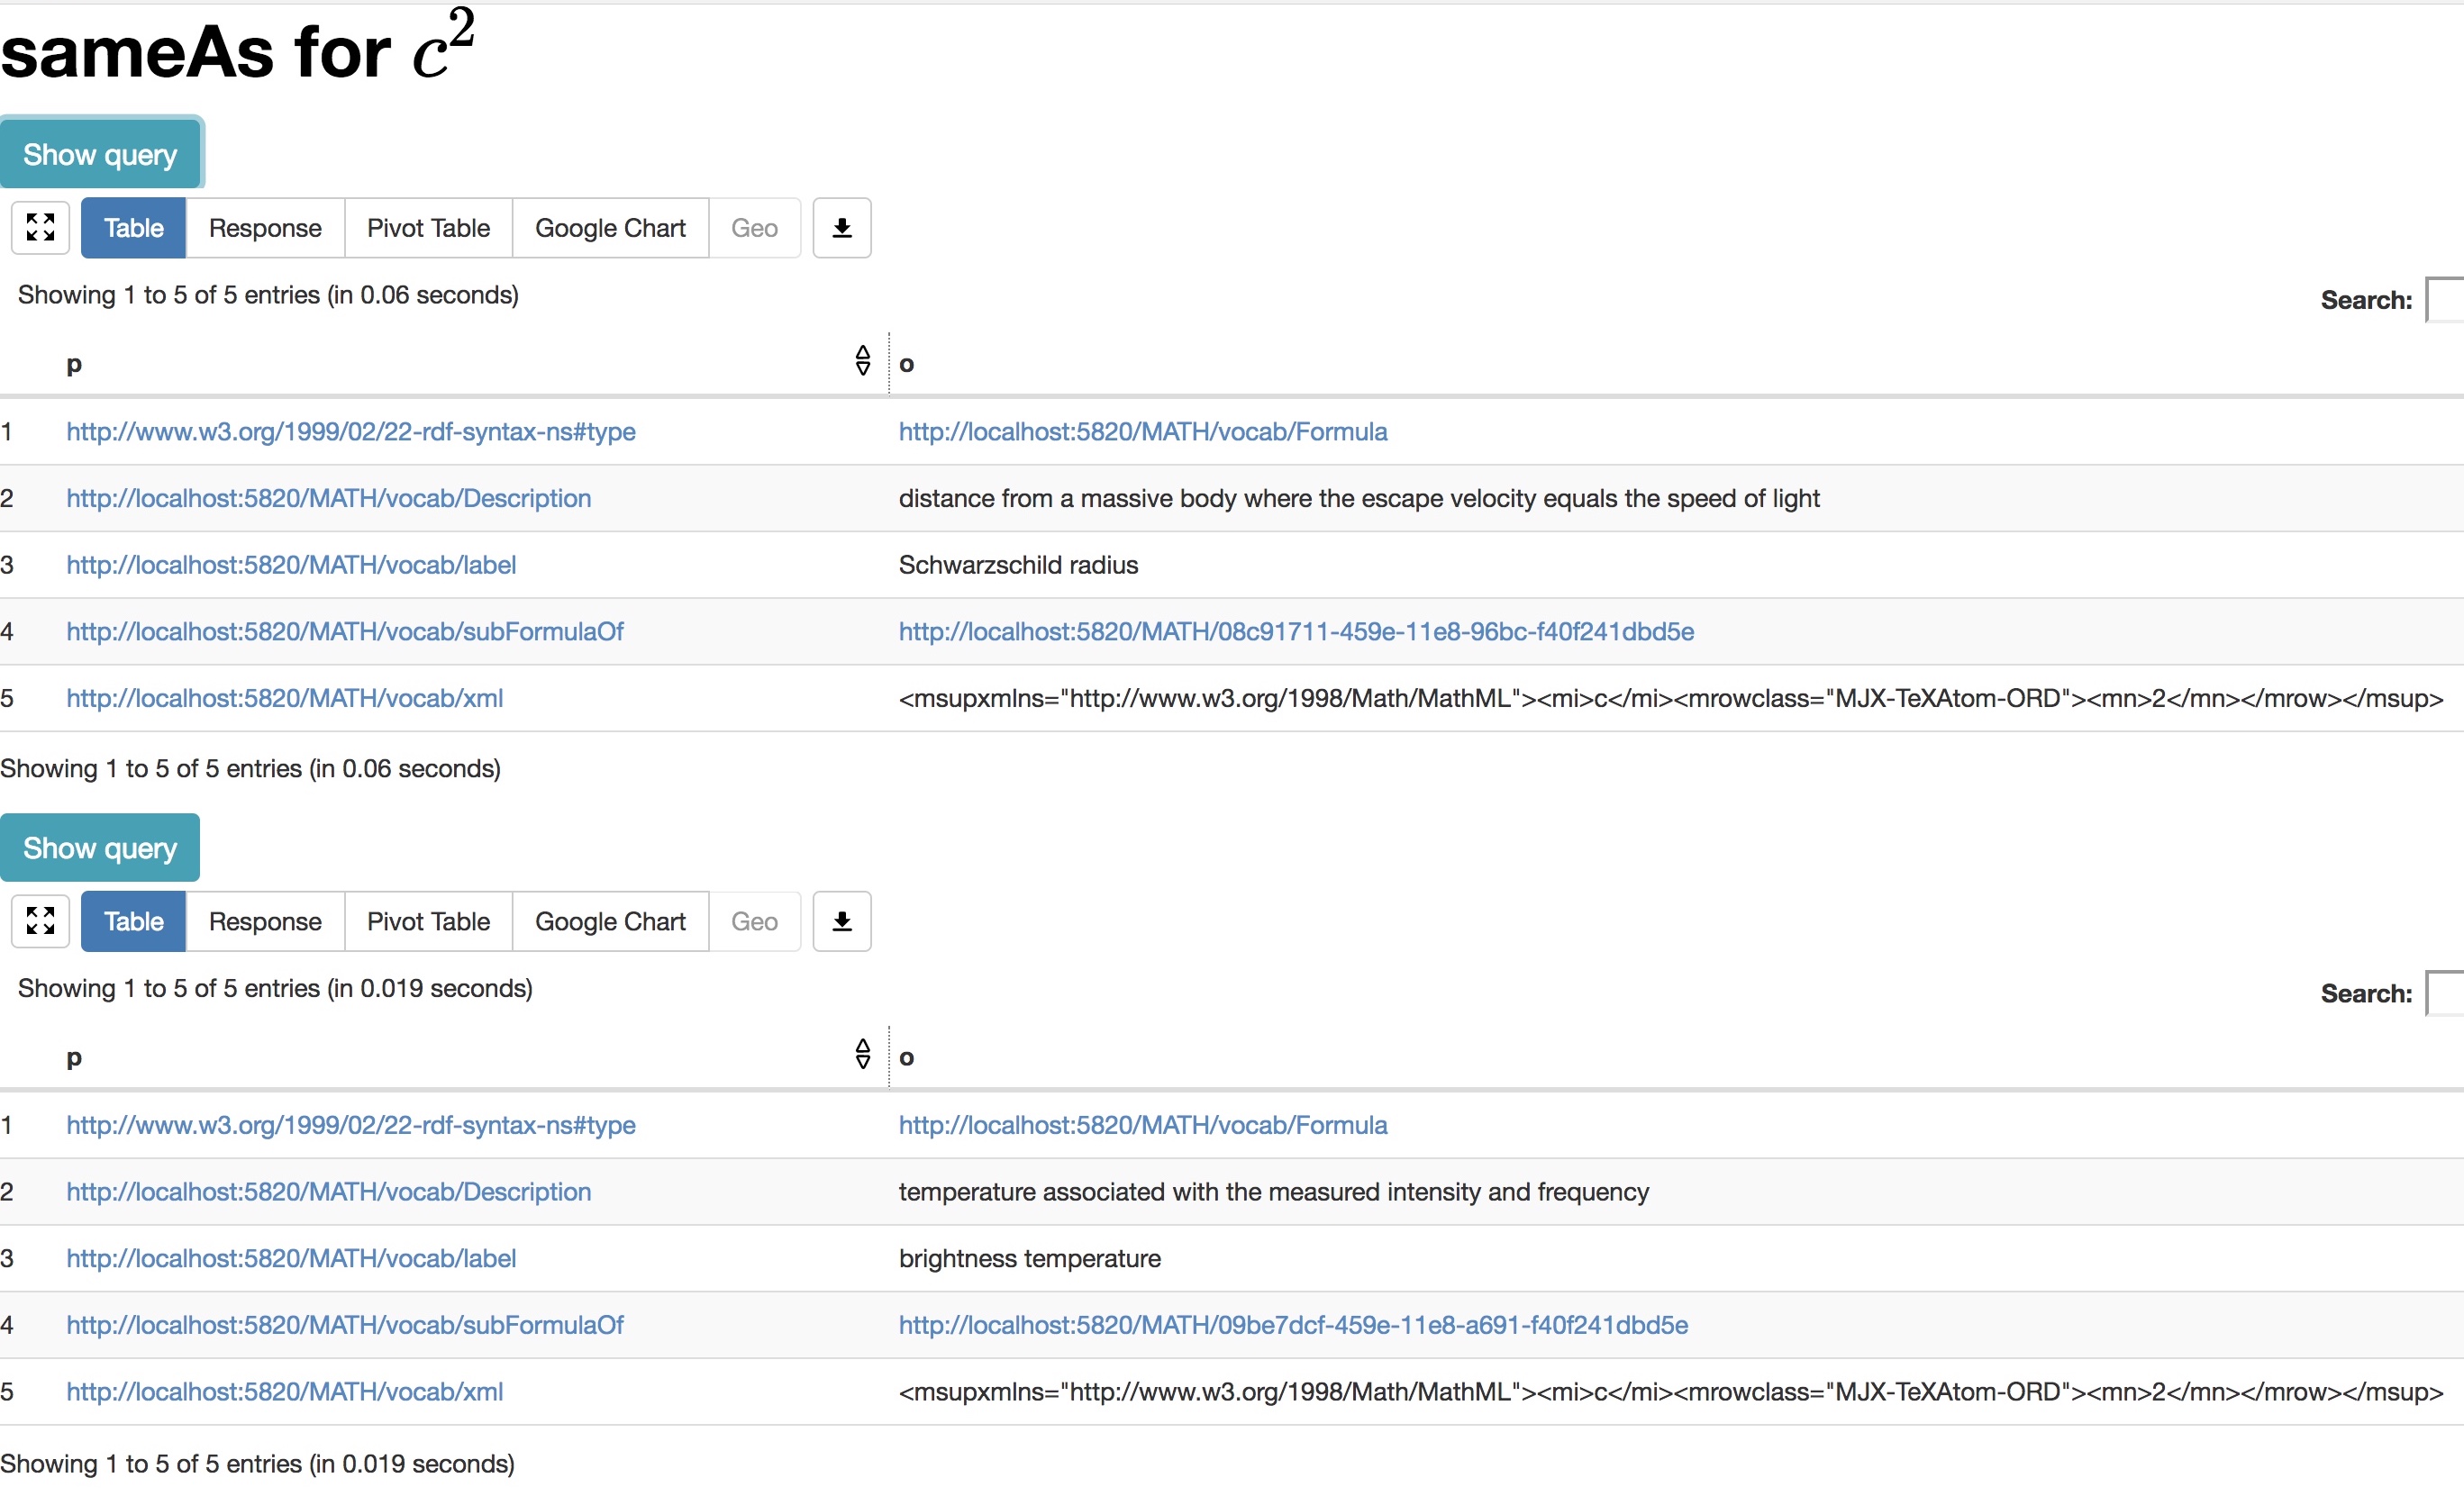 sameAs for c²
Show query
Table Response Pivot Table Google Chart Geo
Showing 1 to 5 of 5 entries (in 0.06 seconds) Search:
p o
1 http://www.w3.org/1999/02/22-rdf-syntax-ns#type http://localhost:5820/MATH/vocab/Formula
2 http://localhost:5820/MATH/vocab/Description distance from a massive body where the escape velocity equals the speed of light
3 http://localhost:5820/MATH/vocab/label Schwarzschild radius
4 http://localhost:5820/MATH/vocab/subFormulaOf http://localhost:5820/MATH/08c91711-459e-11e8-96bc-f40f241dbd5e
5 http://localhost:5820/MATH/vocab/xml <msupxmlns="http://www.w3.org/1998/Math/MathML"><mi>c</mi><mrowclass="MJX-TeXAtom-ORD"><mn>2</mn></mrow></msup>
Showing 1 to 5 of 5 entries (in 0.06 seconds)
Show query
Table Response Pivot Table Google Chart Geo
Showing 1 to 5 of 5 entries (in 0.019 seconds) Search:
p o
1 http://www.w3.org/1999/02/22-rdf-syntax-ns#type http://localhost:5820/MATH/vocab/Formula
2 http://localhost:5820/MATH/vocab/Description temperature associated with the measured intensity and frequency
3 http://localhost:5820/MATH/vocab/label brightness temperature
4 http://localhost:5820/MATH/vocab/subFormulaOf http://localhost:5820/MATH/09be7dcf-459e-11e8-a691-f40f241dbd5e
5 http://localhost:5820/MATH/vocab/xml <msupxmlns="http://www.w3.org/1998/Math/MathML"><mi>c</mi><mrowclass="MJX-TeXAtom-ORD"><mn>2</mn></mrow></msup>
Showing 1 to 5 of 5 entries (in 0.019 seconds)